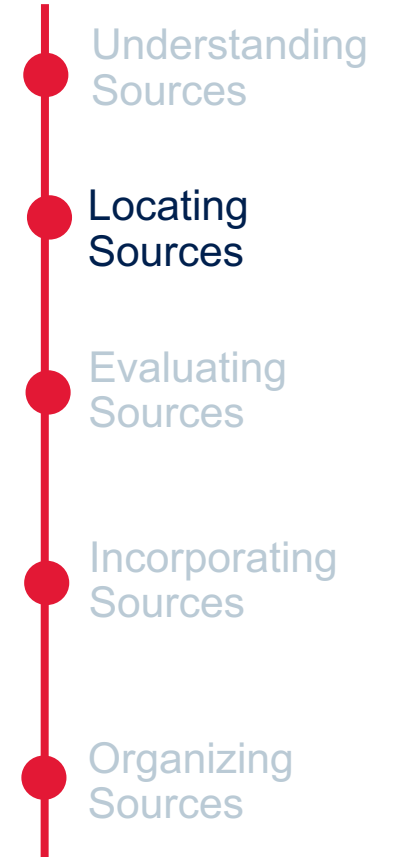 Understanding
Sources
Locating
Sources
Evaluating
Sources
Incorporating
Sources
Organizing
Sources